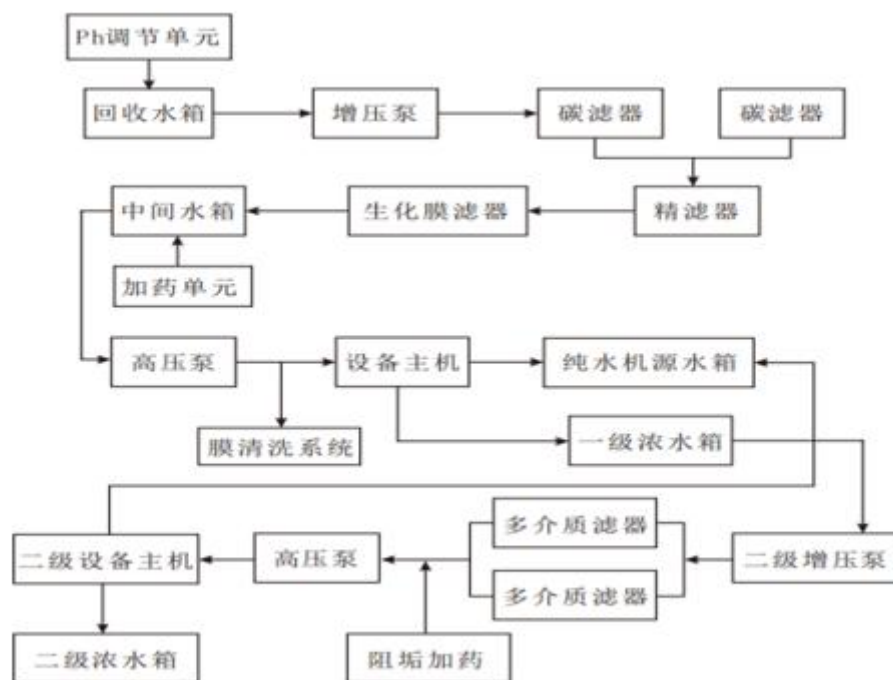 Ph调节单元
回收水箱
增压泵
碳滤器
碳滤器
中间水箱
生化膜滤器
精滤器
加药单元
高压泵
设备主机
纯水机源水箱
膜清洗系统
一级浓水箱
多介质滤器
二级设备主机
高压泵
二级增压泵
多介质滤器
二级浓水箱
阻垢加药